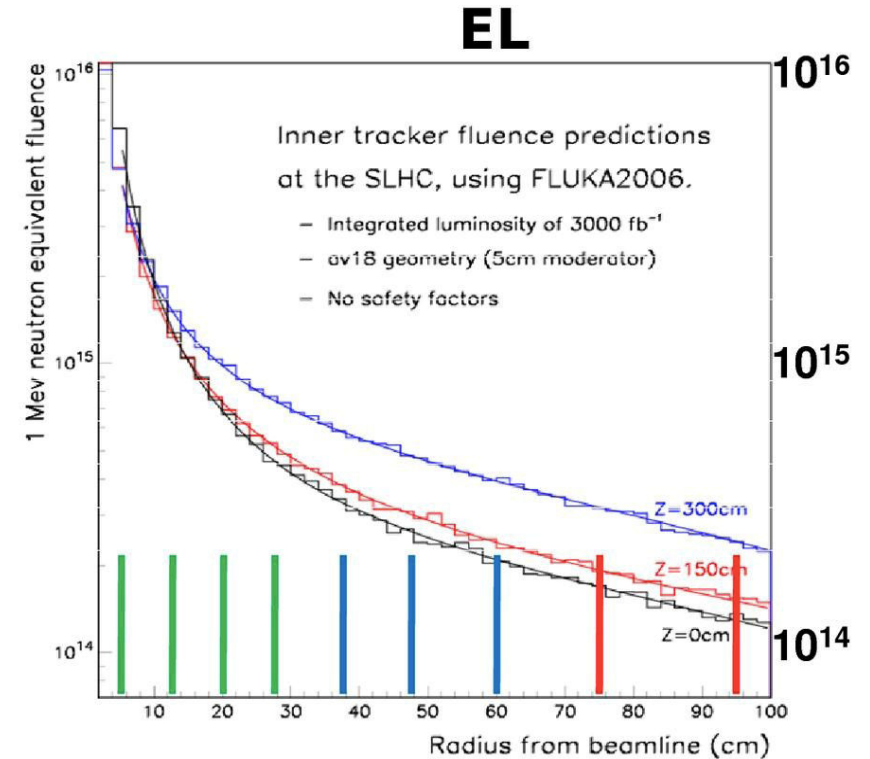 EL
1 Mev neutron equivalent fluence
10¹⁶
10¹⁵
10¹⁴
Inner tracker fluence predictions
at the SLHC, using FLUKA2006.
– Integrated luminosity of 3000 fb⁻¹
– av18 geometry (5cm moderator)
– No safety factors
Z=300cm
Z=150cm
Z=0cm
10¹⁶
10¹⁵
10¹⁴
10 20 30 40 50 60 70 80 90 100
Radius from beamline (cm)